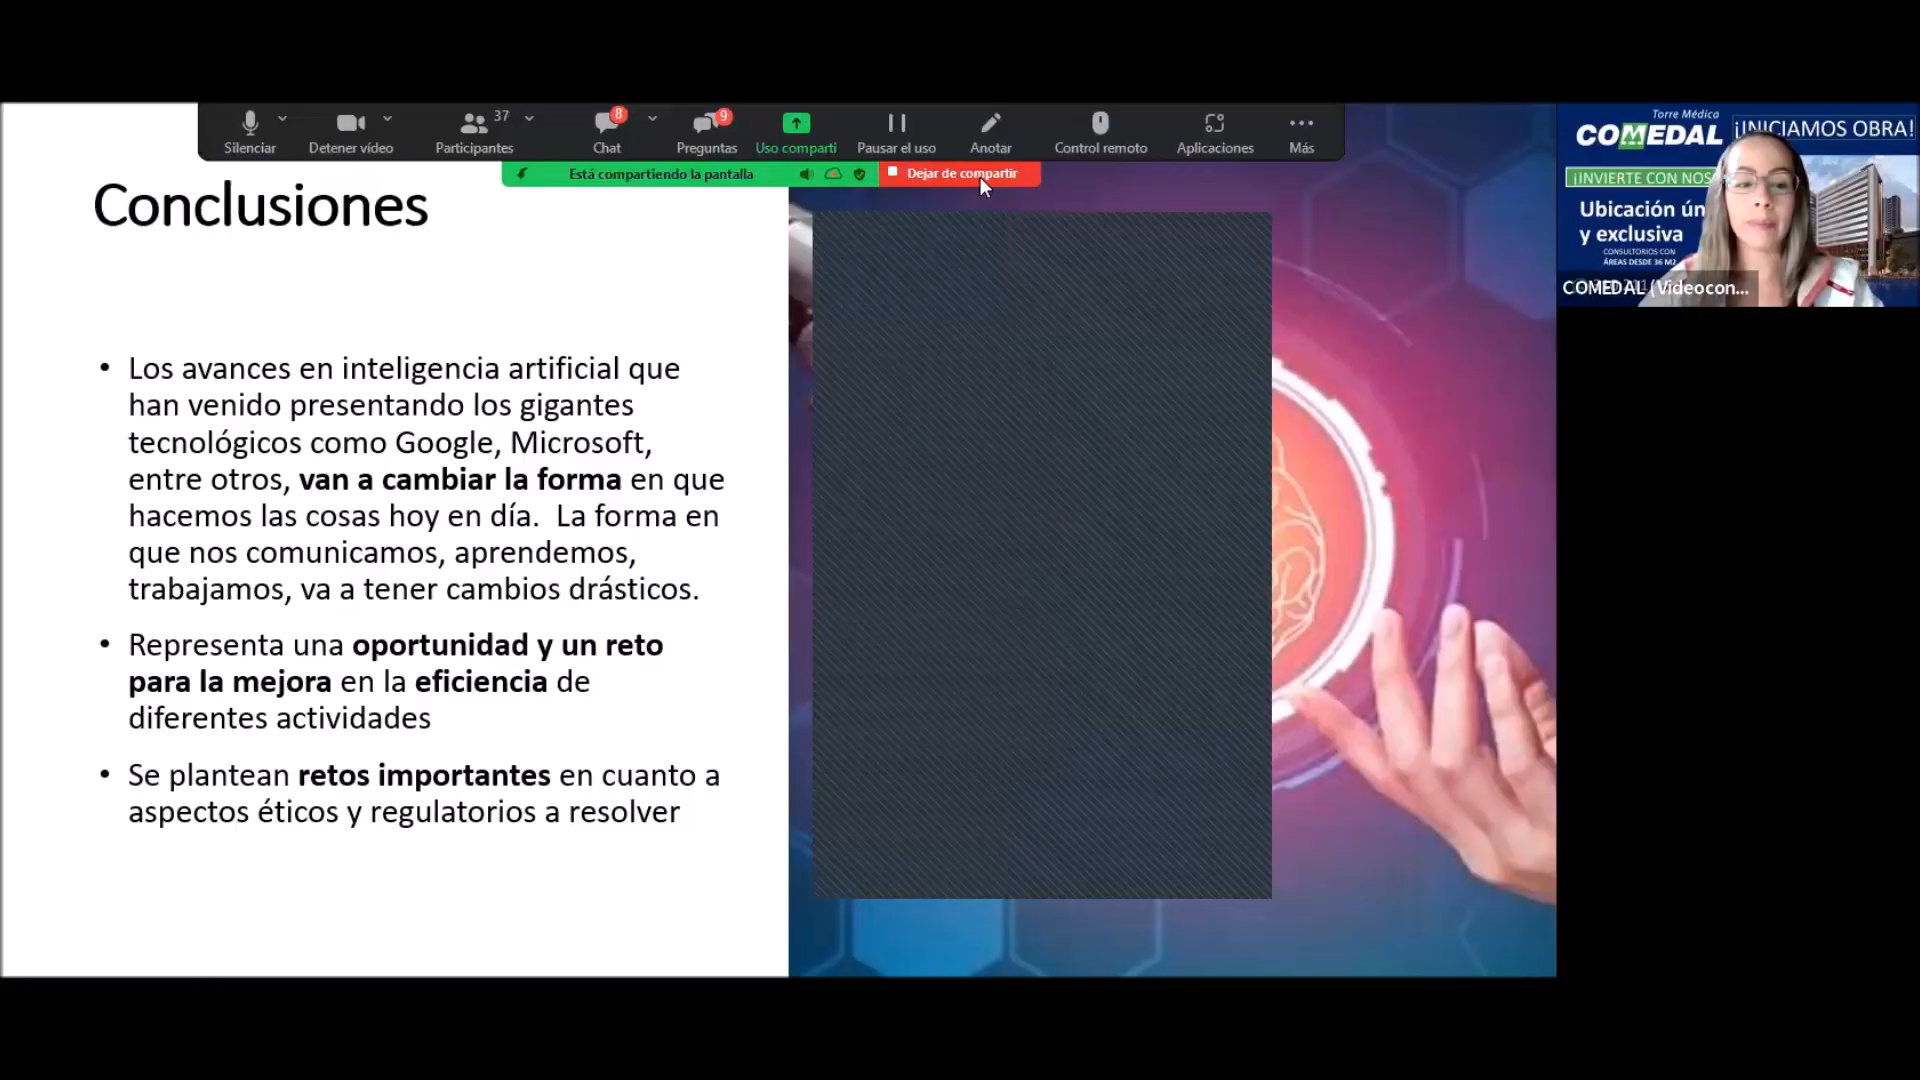 Silenciar
Detener vídeo
37
Participantes
8
Chat
9
Preguntas
Uso comparti
Pausar el uso
Anotar
Control remoto
Aplicaciones
Más
Está compartiendo la pantalla
Dejar de compartir
Conclusiones
• Los avances en inteligencia artificial que
han venido presentando los gigantes
tecnológicos como Google, Microsoft,
entre otros, van a cambiar la forma en que
hacemos las cosas hoy en día. La forma en
que nos comunicamos, aprendemos,
trabajamos, va a tener cambios drásticos.
• Representa una oportunidad y un reto
para la mejora en la eficiencia de
diferentes actividades
• Se plantean retos importantes en cuanto a
aspectos éticos y regulatorios a resolver
Torre Médica
COMEDAL
¡INICIAMOS OBRA!
¡INVIERTE CON NOS
Ubicación ún
y exclusiva
CONSULTORIOS CON
ÁREAS DESDE 36 M2
COMEDAL (Videocon...